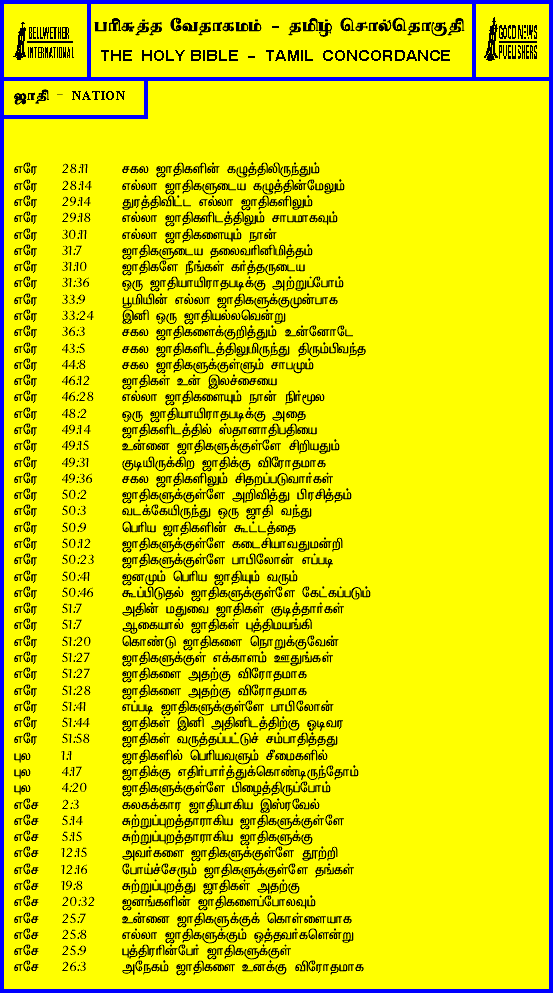 BELLWETHER
INTERNATIONAL
பரிசுத்த வேதாகமம் - தமிழ் சொல்தொகுதி
THE HOLY BIBLE - TAMIL CONCORDANCE
GOOD NEWS
PUBLISHERS
ஜாதி - NATION
எரே 28:11 சகல ஜாதிகளின் கழுத்திலிருந்தும்
எரே 28:14 எல்லா ஜாதிகளுடைய கழுத்தின்மேலும்
எரே 29:14 துரத்திவிட்ட எல்லா ஜாதிகளிலும்
எரே 29:18 எல்லா ஜாதிகளிடத்திலும் சாபமாகவும்
எரே 30:11 எல்லா ஜாதிகளையும் நான்
எரே 31:7 ஜாதிகளுடைய தலைவரினிமித்தம்
எரே 31:10 ஜாதிகளே நீங்கள் கர்த்தருடைய
எரே 31:36 ஒரு ஜாதியாயிராதபடிக்கு அற்றுப்போம்
எரே 33:9 பூமியின் எல்லா ஜாதிகளுக்குமுன்பாக
எரே 33:24 இனி ஒரு ஜாதியல்லவென்று
எரே 36:3 சகல ஜாதிகளைக்குறித்தும் உன்னோடே
எரே 43:5 சகல ஜாதிகளிடத்திலுமிருந்து திரும்பிவந்த
எரே 44:8 சகல ஜாதிகளுக்குள்ளும் சாபமும்
எரே 46:12 ஜாதிகள் உன் இலச்சையை
எரே 46:28 எல்லா ஜாதிகளையும் நான் நிர்மூல
எரே 48:2 ஒரு ஜாதியாயிராதபடிக்கு அதை
எரே 49:14 ஜாதிகளிடத்தில் ஸ்தானாதிபதியை
எரே 49:15 உன்னை ஜாதிகளுக்குள்ளே சிறியதும்
எரே 49:31 குடியிருக்கிற ஜாதிக்கு விரோதமாக
எரே 49:36 சகல ஜாதிகளிலும் சிதறப்படுவார்கள்
எரே 50:2 ஜாதிகளுக்குள்ளே அறிவித்து பிரசித்தம்
எரே 50:3 வடக்கேயிருந்து ஒரு ஜாதி வந்து
எரே 50:9 பெரிய ஜாதிகளின் கூட்டத்தை
எரே 50:12 ஜாதிகளுக்குள்ளே கடைசியாவதுமன்றி
எரே 50:23 ஜாதிகளுக்குள்ளே பாபிலோன் எப்படி
எரே 50:41 ஜனமும் பெரிய ஜாதியும் வரும்
எரே 50:46 கூப்பிடுதல் ஜாதிகளுக்குள்ளே கேட்கப்படும்
எரே 51:7 அதின் மதுவை ஜாதிகள் குடித்தார்கள்
எரே 51:7 ஆகையால் ஜாதிகள் புத்திமயங்கி
எரே 51:20 கொண்டு ஜாதிகளை நொறுக்குவேன்
எரே 51:27 ஜாதிகளுக்குள் எக்காளம் ஊதுங்கள்
எரே 51:27 ஜாதிகளை அதற்கு விரோதமாக
எரே 51:28 ஜாதிகளை அதற்கு விரோதமாக
எரே 51:41 எப்படி ஜாதிகளுக்குள்ளே பாபிலோன்
எரே 51:44 ஜாதிகள் இனி அதினிடத்திற்கு ஓடிவர
எரே 51:58 ஜாதிகள் வருத்தப்பட்டுச் சம்பாதித்தது
புல 1:1 ஜாதிகளில் பெரியவளும் சீமைகளில்
புல 4:17 ஜாதிக்கு எதிர்பார்த்துக்கொண்டிருந்தோம்
புல 4:20 ஜாதிகளுக்குள்ளே பிழைத்திருப்போம்
எசே 2:3 கலகக்கார ஜாதியாகிய இஸ்ரவேல்
எசே 5:14 சுற்றுப்புறத்தாராகிய ஜாதிகளுக்குள்ளே
எசே 5:15 சுற்றுப்புறத்தாராகிய ஜாதிகளுக்கு
எசே 12:15 அவர்களை ஜாதிகளுக்குள்ளே தூற்றி
எசே 12:16 போய்ச்சேரும் ஜாதிகளுக்குள்ளே தங்கள்
எசே 19:8 சுற்றுப்புறத்து ஜாதிகள் அதற்கு
எசே 20:32 ஜனங்களின் ஜாதிகளைப்போலவும்
எசே 25:7 உன்னை ஜாதிகளுக்குக் கொள்ளையாக
எசே 25:8 எல்லா ஜாதிகளுக்கும் ஒத்தவர்களென்று
எசே 25:9 புத்திரரின்பேர் ஜாதிகளுக்குள்
எசே 26:3 அநேகம் ஜாதிகளை உனக்கு விரோதமாக